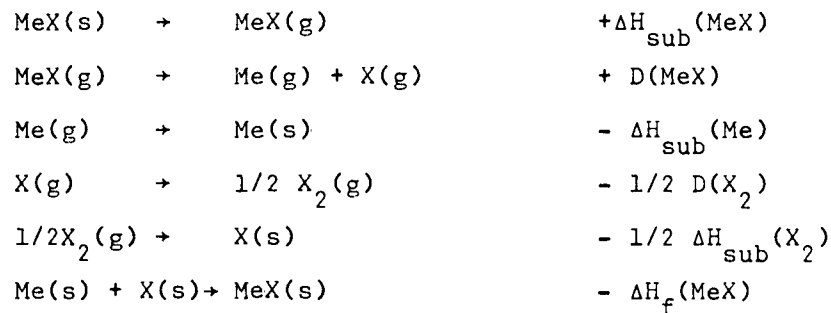 MeX(s) → MeX(g) +ΔH_sub(MeX)
MeX(g) → Me(g) + X(g) + D(MeX)
Me(g) → Me(s) - ΔH_sub(Me)
X(g) → 1/2 X_2(g) - 1/2 D(X_2)
1/2X_2(g) → X(s) - 1/2 ΔH_sub(X_2)
Me(s) + X(s)→ MeX(s) - ΔH_f(MeX)